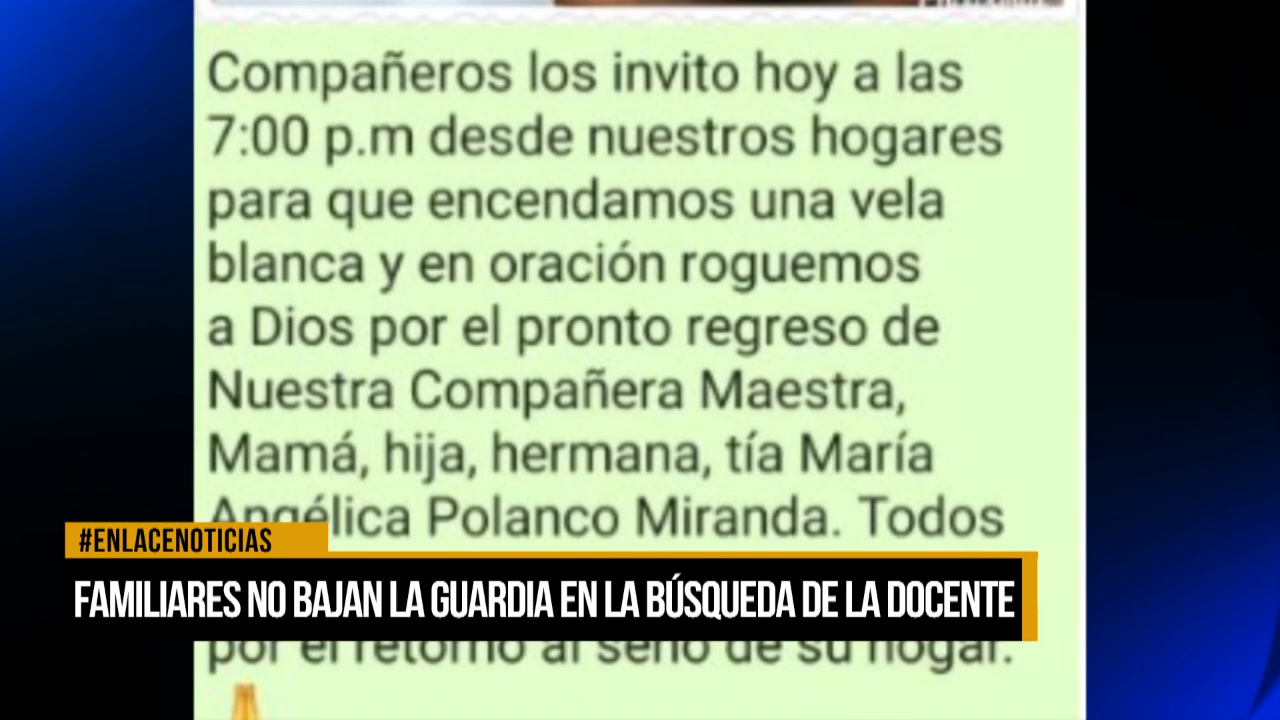 Compañeros los invito hoy a las
7:00 p.m desde nuestros hogares
para que encendamos una vela
blanca y en oración roguemos
a Dios por el pronto regreso de
Nuestra Compañera Maestra,
Mamá, hija, hermana, tía María
Angélica Polanco Miranda. Todos
#ENLACENOTICIAS
FAMILIARES NO BAJAN LA GUARDIA EN LA BÚSQUEDA DE LA DOCENTE
por el retorno al seno de su hogar.